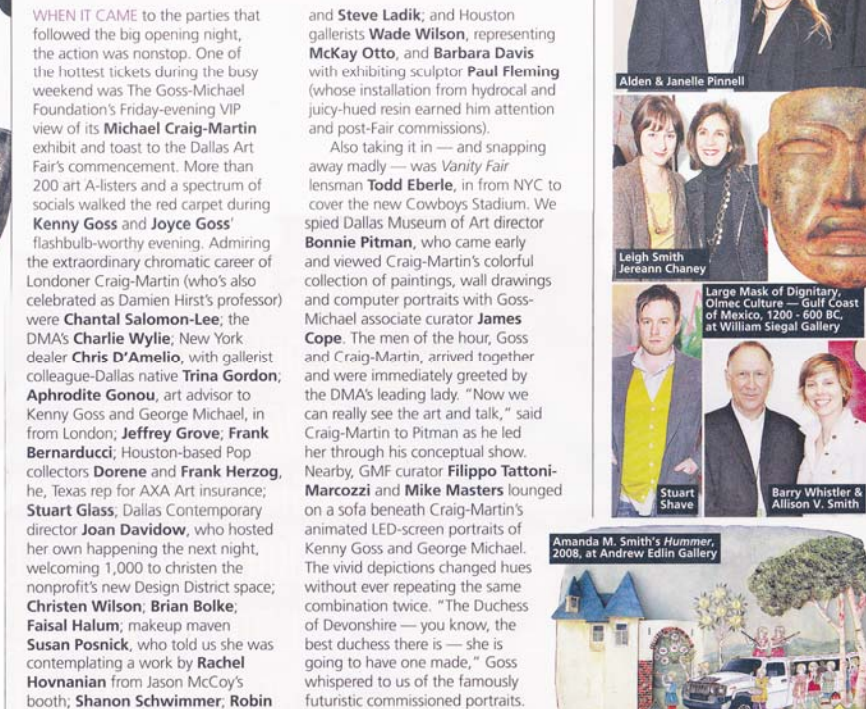 WHEN IT CAME to the parties that
followed the big opening night,
the action was nonstop. One of
the hottest tickets during the busy
weekend was The Goss-Michael
Foundation's Friday-evening VIP
view of its Michael Craig-Martin
exhibit and toast to the Dallas Art
Fair's commencement. More than
200 art A-listers and a spectrum of
socials walked the red carpet during
Kenny Goss and Joyce Goss'
flashbulb-worthy evening. Admiring
the extraordinary chromatic career of
Londoner Craig-Martin (who's also
celebrated as Damien Hirst's professor)
were Chantal Salomon-Lee; the
DMA's Charlie Wylie; New York
dealer Chris D'Amelio, with gallerist
colleague-Dallas native Trina Gordon;
Aphrodite Gonou, art advisor to
Kenny Goss and George Michael, in
from London; Jeffrey Grove; Frank
Bernarducci; Houston-based Pop
collectors Dorene and Frank Herzog,
he, Texas rep for AXA Art insurance;
Stuart Glass; Dallas Contemporary
director Joan Davidow, who hosted
her own happening the next night,
welcoming 1,000 to christen the
nonprofit's new Design District space;
Christen Wilson; Brian Bolke;
Faisal Halum; makeup maven
Susan Posnick, who told us she was
contemplating a work by Rachel
Hovnanian from Jason McCoy's
booth; Shanon Schwimmer; Robin
and Steve Ladik; and Houston
gallerists Wade Wilson, representing
McKay Otto, and Barbara Davis
with exhibiting sculptor Paul Fleming
(whose installation from hydrocal and
juicy-hued resin earned him attention
and post-Fair commissions).
Also taking it in — and snapping
away madly — was Vanity Fair
lensman Todd Eberle, in from NYC to
cover the new Cowboys Stadium. We
spied Dallas Museum of Art director
Bonnie Pitman, who came early
and viewed Craig-Martin's colorful
collection of paintings, wall drawings
and computer portraits with Goss-
Michael associate curator James
Cope. The men of the hour, Goss
and Craig-Martin, arrived together
and were immediately greeted by
the DMA's leading lady. "Now we
can really see the art and talk," said
Craig-Martin to Pitman as he led
her through his conceptual show.
Nearby, GMF curator Filippo Tattoni-
Marcozzi and Mike Masters lounged
on a sofa beneath Craig-Martin's
animated LED-screen portraits of
Kenny Goss and George Michael.
The vivid depictions changed hues
without ever repeating the same
combination twice. "The Duchess
of Devonshire — you know, the
best duchess there is — she is
going to have one made," Goss
whispered to us of the famously
futuristic commissioned portraits.
Alden & Janelle Pinnell
Leigh Smith
Jereann Chaney
Large Mask of Dignitary,
Olmec Culture — Gulf Coast
of Mexico, 1200 - 600 BC,
at William Siegal Gallery
Stuart
Shave
Barry Whistler &
Allison V. Smith
Amanda M. Smith's Hummer,
2008, at Andrew Edlin Gallery